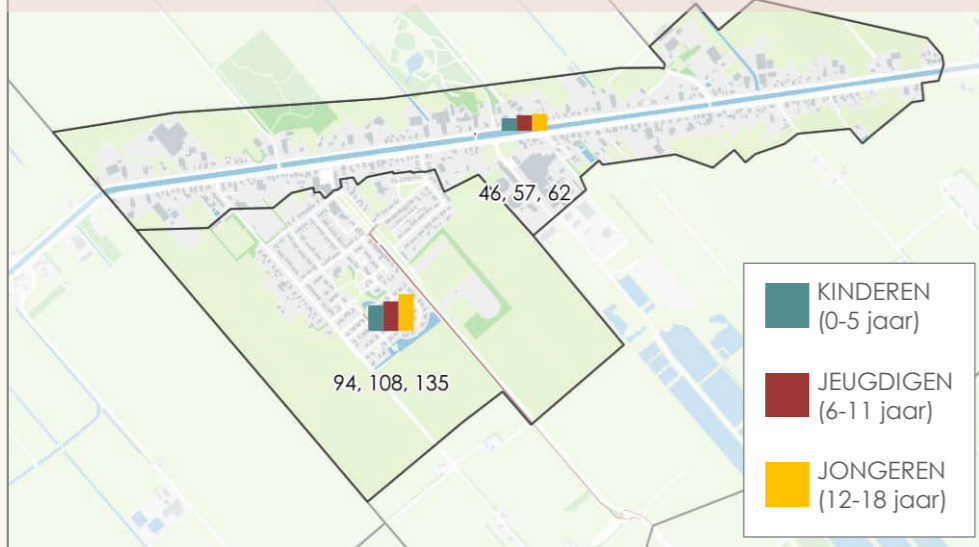 46, 57, 62
94, 108, 135
KINDEREN
(0-5 jaar)
JEUGDIGEN
(6-11 jaar)
JONGEREN
(12-18 jaar)